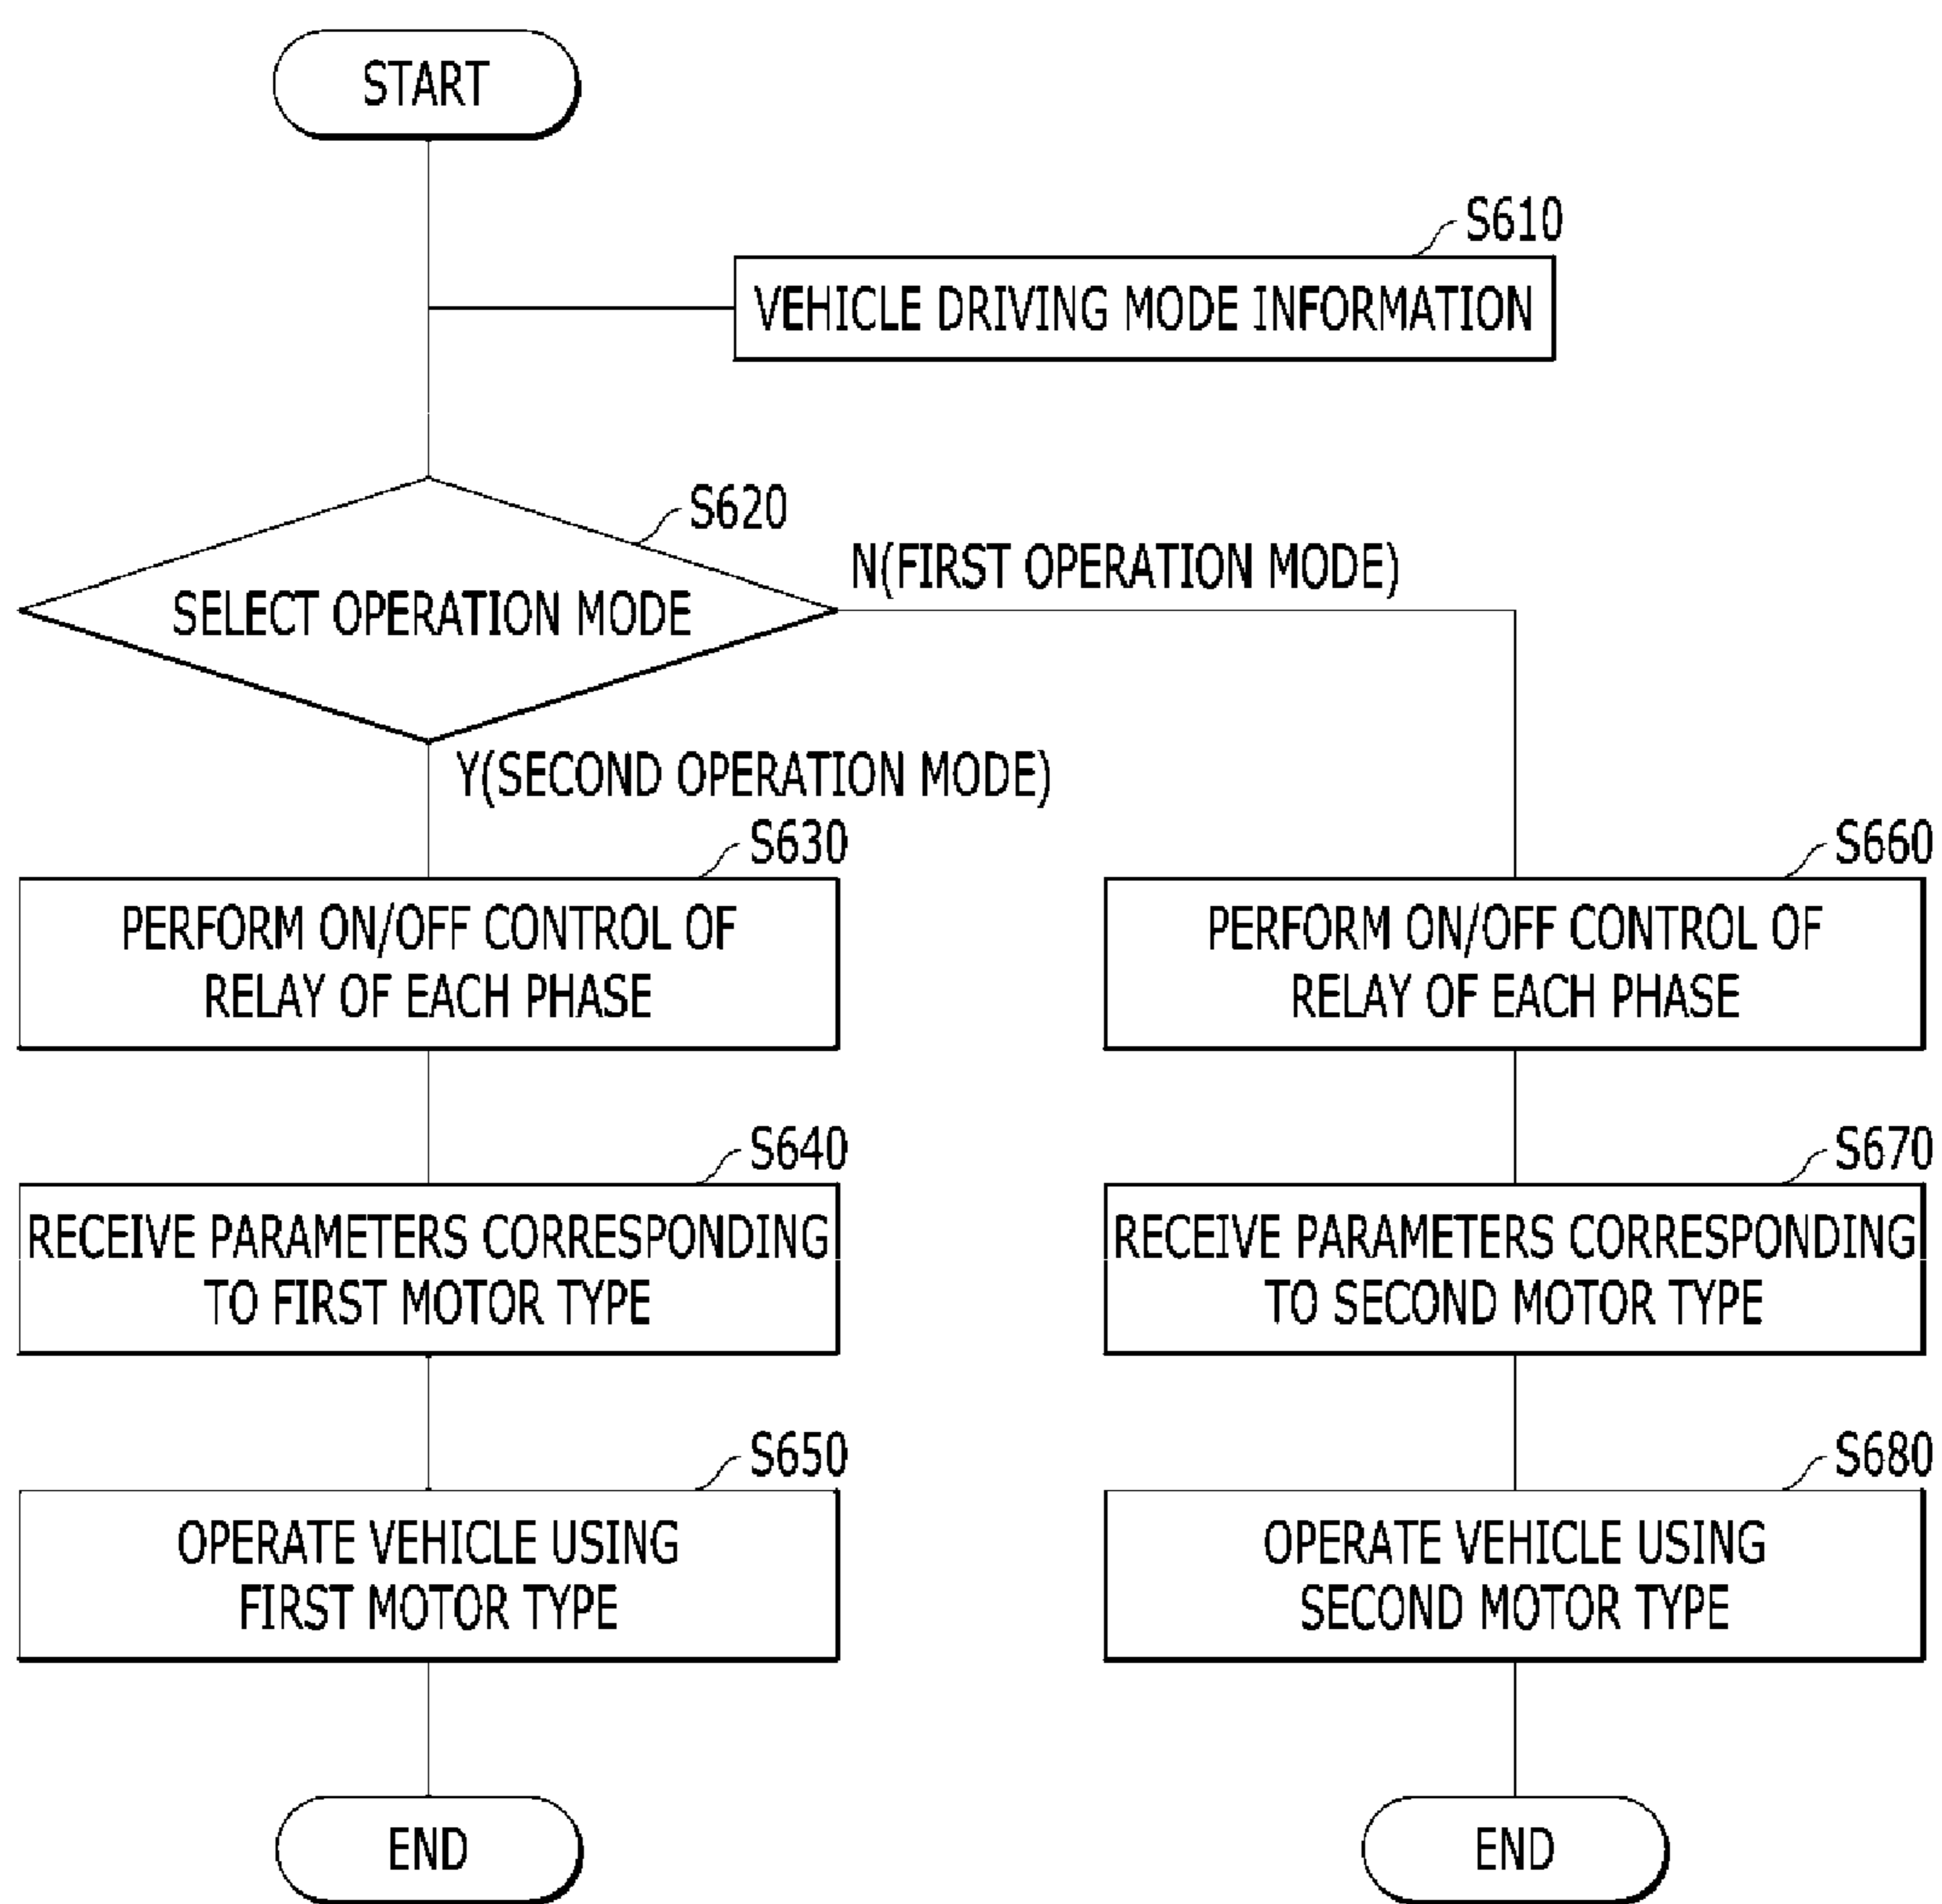 START
S610
VEHICLE DRIVING MODE INFORMATION
S620
SELECT OPERATION MODE
N(FIRST OPERATION MODE)
Y(SECOND OPERATION MODE)
S630
PERFORM ON/OFF CONTROL OF
RELAY OF EACH PHASE
S640
RECEIVE PARAMETERS CORRESPONDING
TO FIRST MOTOR TYPE
S650
OPERATE VEHICLE USING
FIRST MOTOR TYPE
END
S660
PERFORM ON/OFF CONTROL OF
RELAY OF EACH PHASE
S670
RECEIVE PARAMETERS CORRESPONDING
TO SECOND MOTOR TYPE
S680
OPERATE VEHICLE USING
SECOND MOTOR TYPE
END